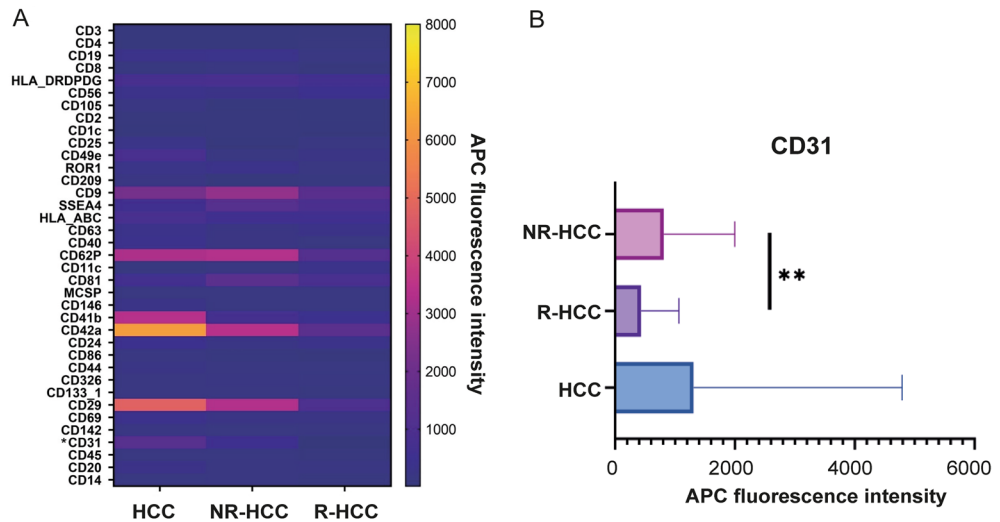 A
CD3
CD4
CD19
CD8
HLA_DRDPDG
CD56
CD105
CD2
CD1c
CD25
CD49e
ROR1
CD209
CD9
SSEA4
HLA_ABC
CD63
CD40
CD62P
CD11c
CD81
MCSP
CD146
CD41b
CD42a
CD24
CD86
CD44
CD326
CD133_1
CD29
CD69
CD142
*CD31
CD45
CD20
CD14
HCC NR-HCC R-HCC
8000
7000
6000
5000
4000
3000
2000
1000
APC fluorescence intensity
B
CD31
NR-HCC
R-HCC
HCC
**
0 2000 4000 6000
APC fluorescence intensity